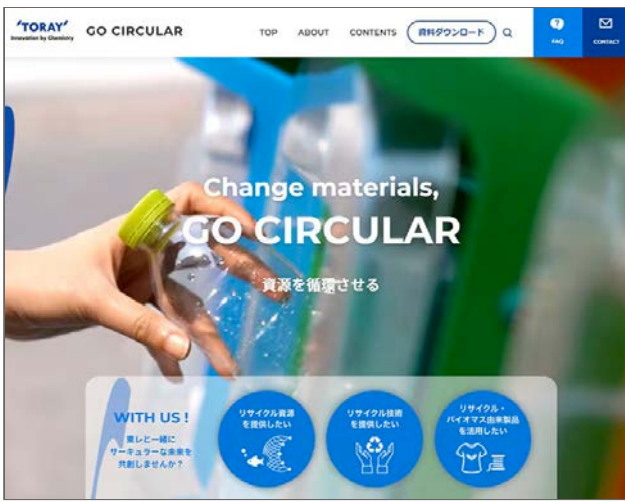 'TORAY'
Innovation by Chemistry
GO CIRCULAR
TOP
ABOUT
CONTENTS
資料ダウンロード
?
FAQ
CONTACT
Change materials,
GO CIRCULAR
資源を循環させる
WITH US !
東レと一緒に
サーキュラーな未来を
共創しませんか?
リサイクル資源
を提供したい
リサイクル技術
を提供したい
リサイクル・
バイオマス由来製品
を活用したい